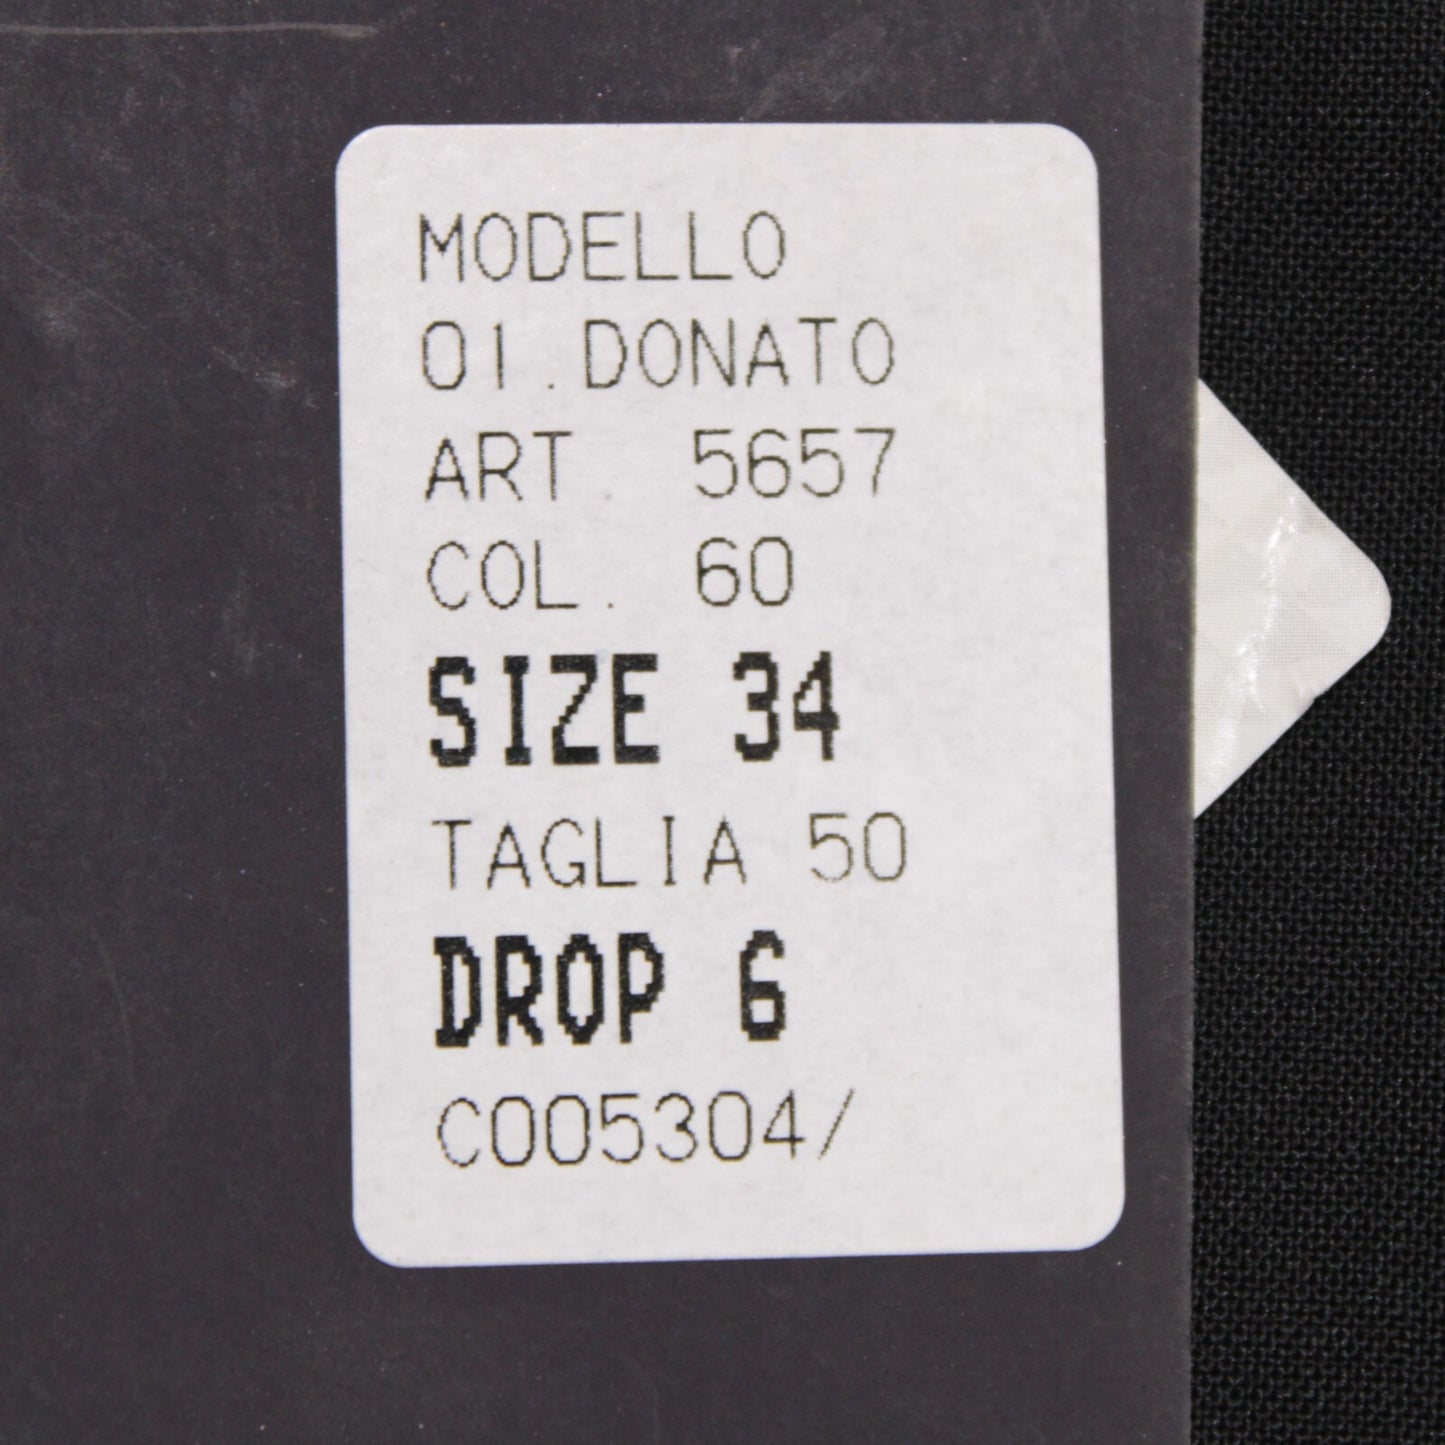 MODELLO
01.DONATO
ART. 5657
COL. 60
SIZE 34
TAGLIA 50
DROP 6
C005304/